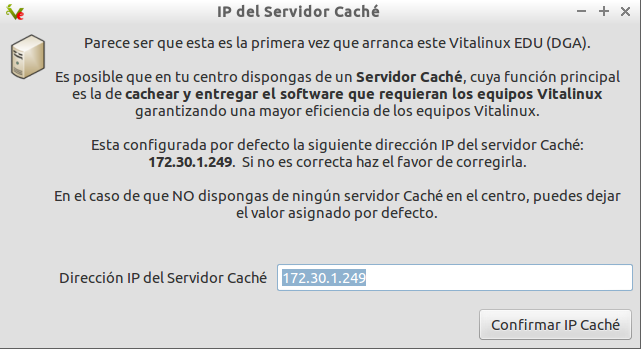 IP del Servidor Caché
Parece ser que esta es la primera vez que arranca este Vitalinux EDU (DGA).
Es posible que en tu centro dispongas de un Servidor Caché, cuya función principal
es la de cachear y entregar el software que requieran los equipos Vitalinux
garantizando una mayor eficiencia de los equipos Vitalinux.
Esta configurada por defecto la siguiente dirección IP del servidor Caché:
172.30.1.249. Si no es correcta haz el favor de corregirla.
En el caso de que NO dispongas de ningún servidor Caché en el centro, puedes dejar
el valor asignado por defecto.
Dirección IP del Servidor Caché
172.30.1.249
Confirmar IP Caché